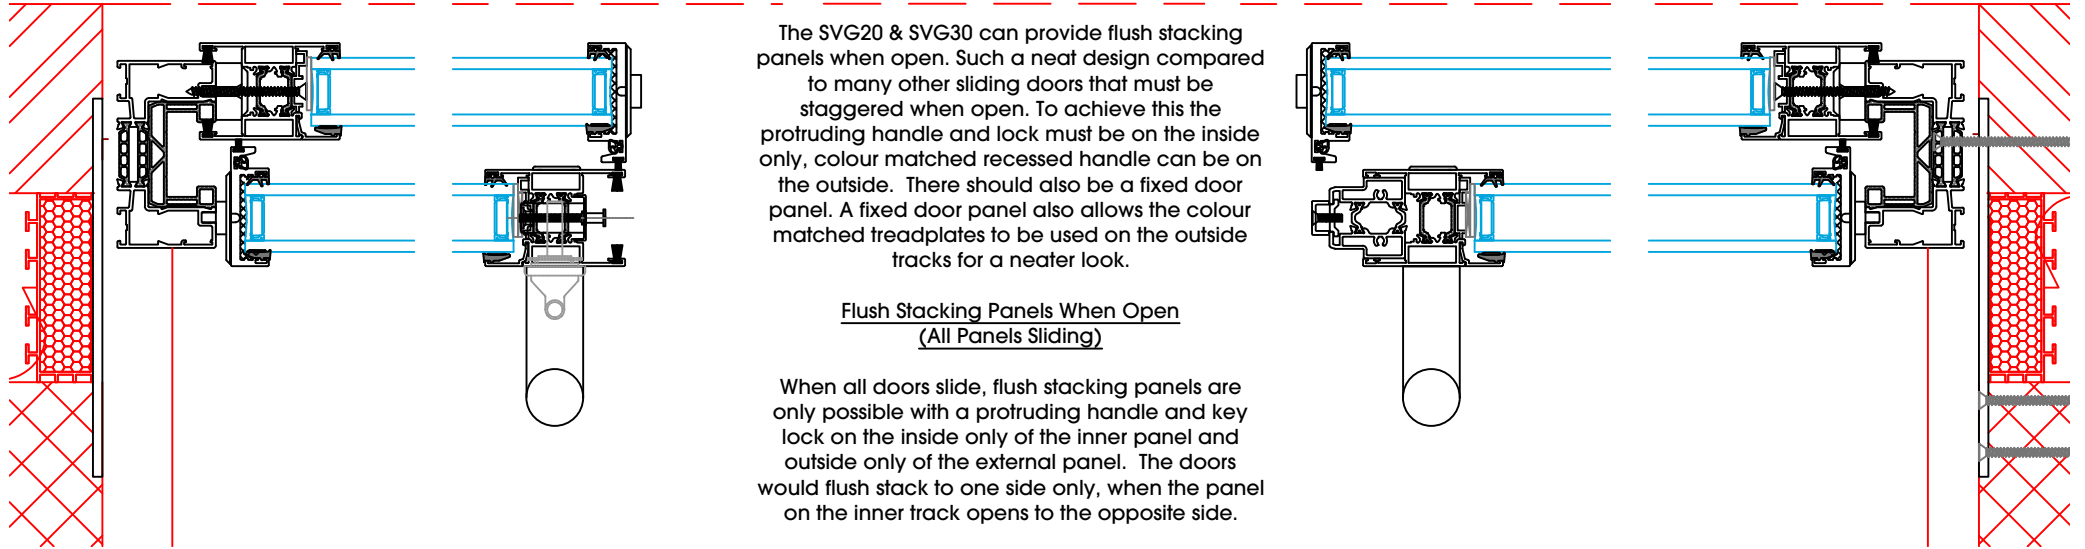 The SVG20 & SVG30 can provide flush stacking
panels when open. Such a neat design compared
to many other sliding doors that must be
staggered when open. To achieve this the
protruding handle and lock must be on the inside
only, colour matched recessed handle can be on
the outside.  There should also be a fixed door
panel. A fixed door panel also allows the colour
matched treadplates to be used on the outside
tracks for a neater look.
Flush Stacking Panels When Open
(All Panels Sliding)
When all doors slide, flush stacking panels are
only possible with a protruding handle and key
lock on the inside only of the inner panel and
outside only of the external panel.  The doors
would flush stack to one side only, when the panel
on the inner track opens to the opposite side.